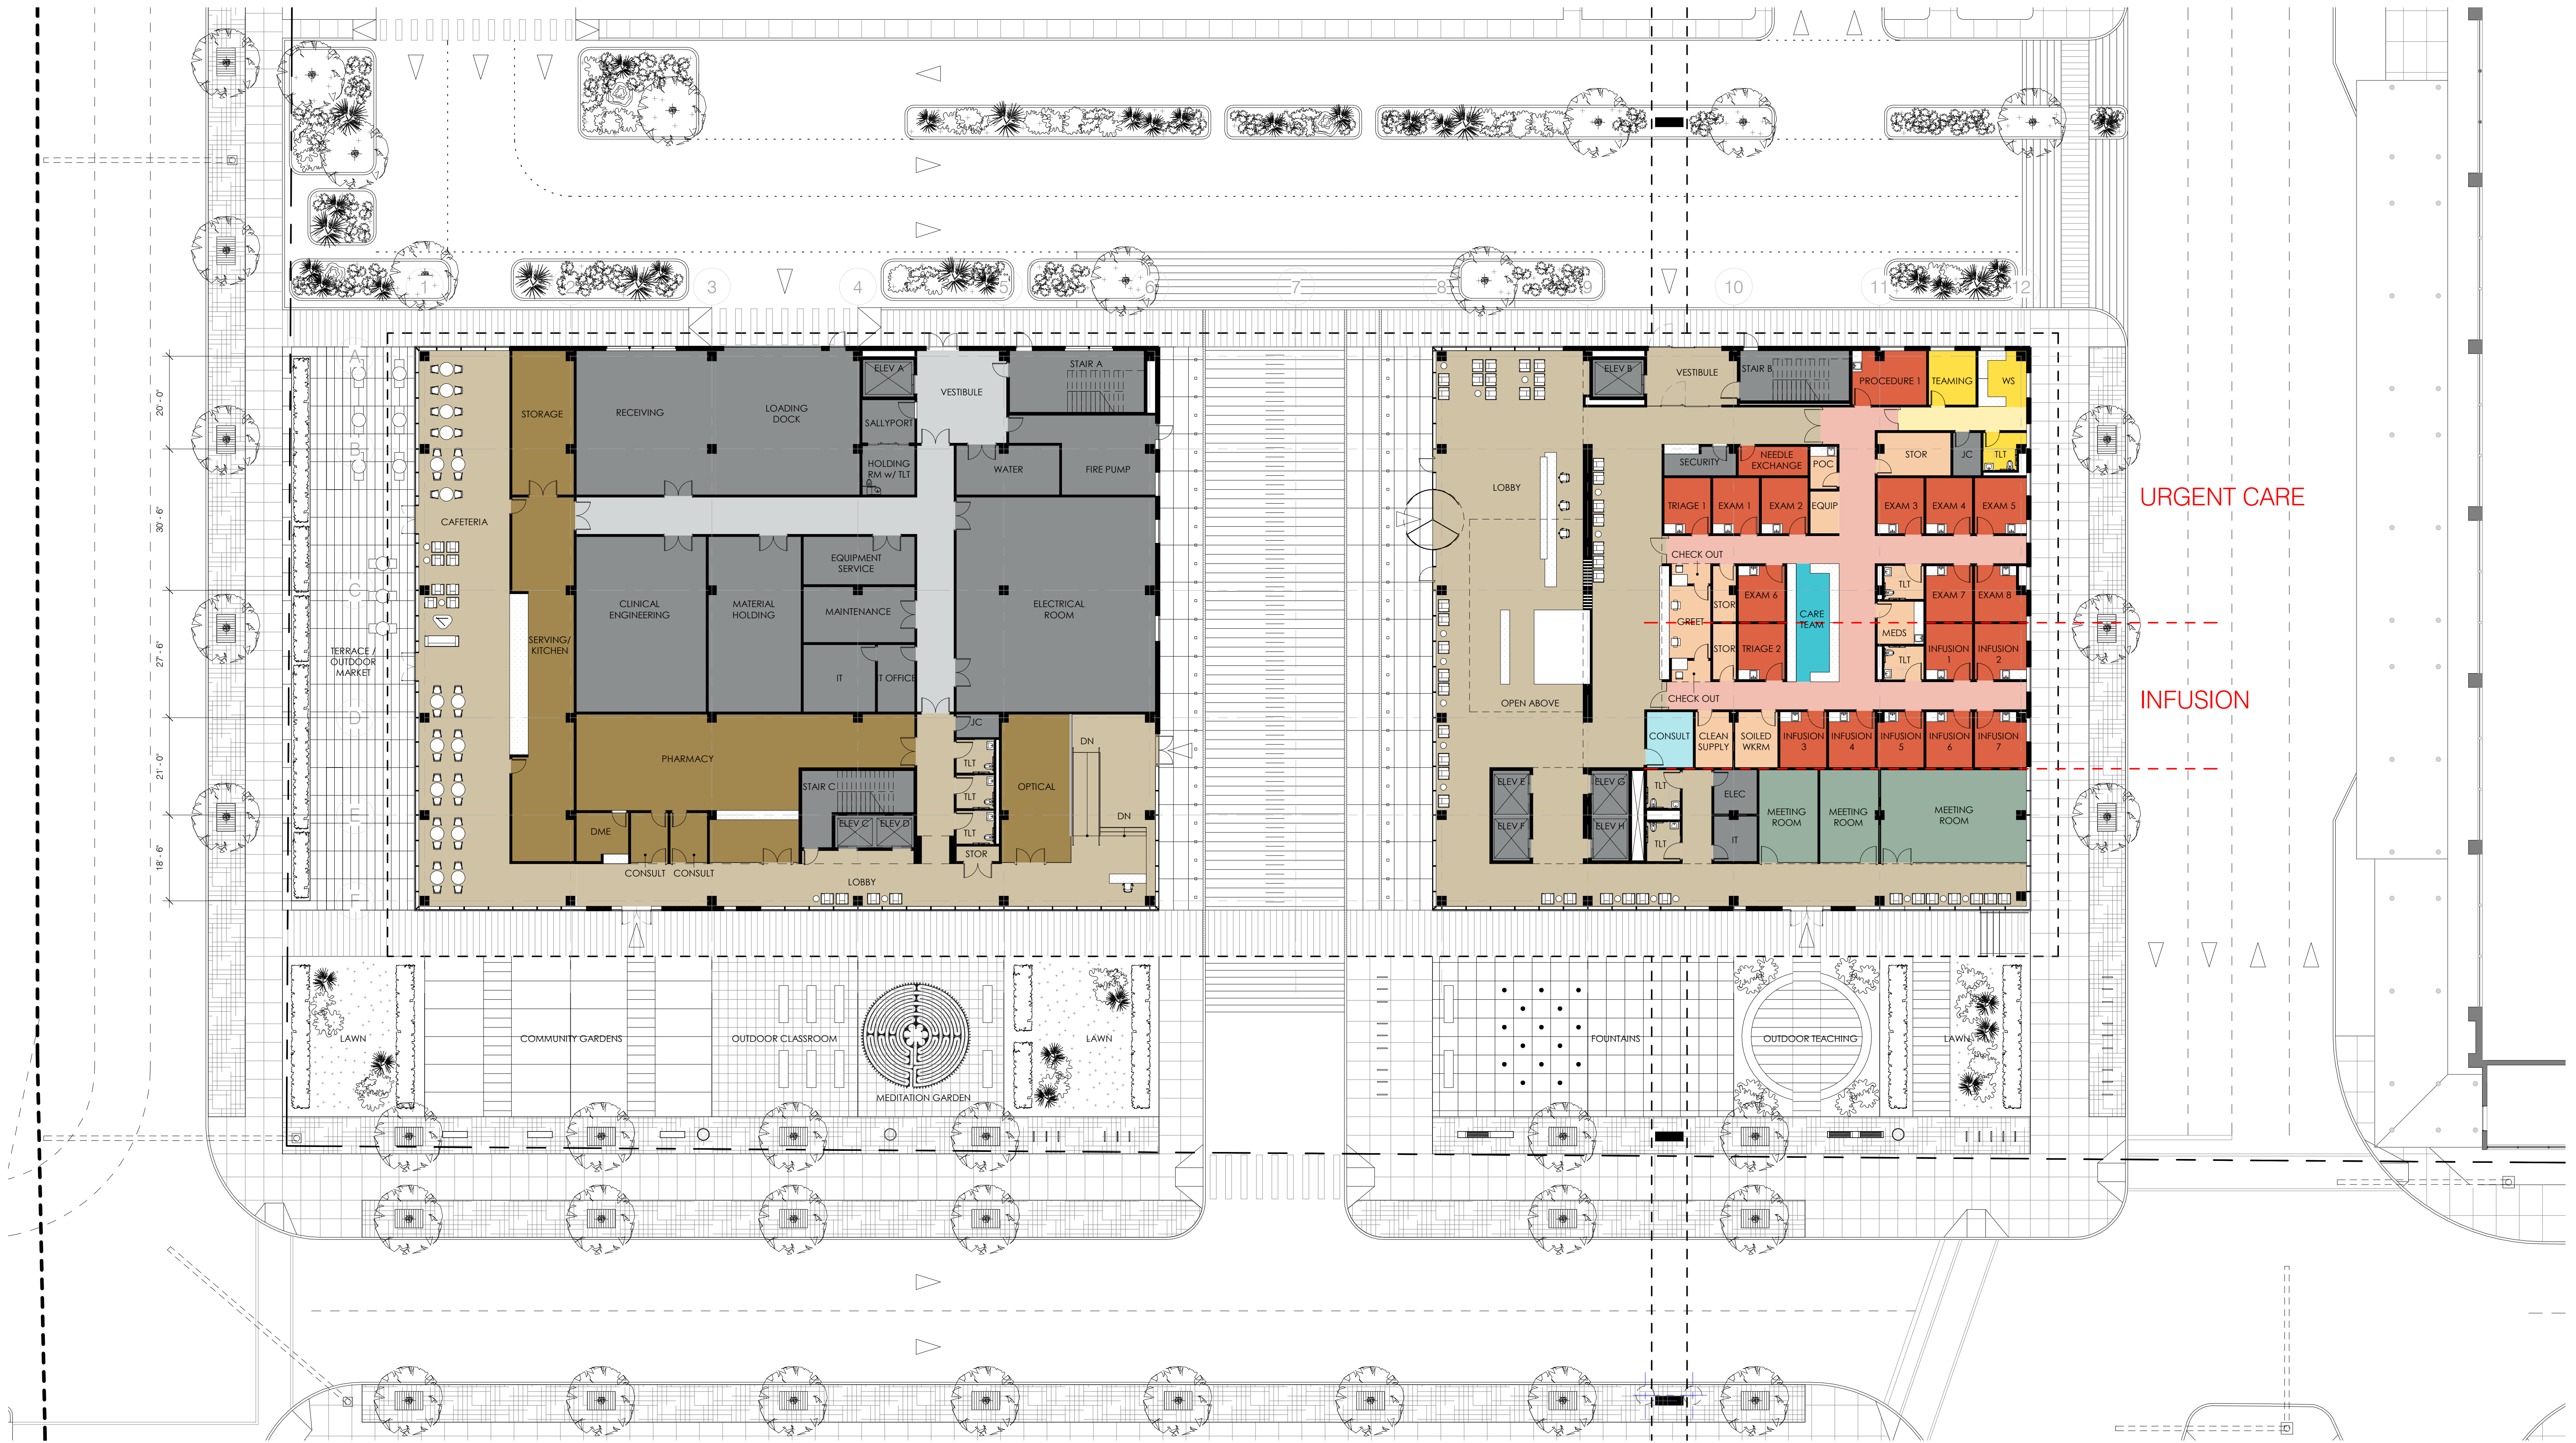 1
2
3
4
5
6
7
8
9
10
11
12
A
B
C
D
E
F
20' - 0"
30' - 6"
27' - 6"
21' - 0"
18' - 6"
TERRACE /
OUTDOOR
MARKET
CAFETERIA
STORAGE
RECEIVING
LOADING
DOCK
ELEV A
SALLYPORT
HOLDING
RM w/ TLT
VESTIBULE
STAIR A
WATER
FIRE PUMP
CLINICAL
ENGINEERING
MATERIAL
HOLDING
EQUIPMENT
SERVICE
MAINTENANCE
IT
IT OFFICE
ELECTRICAL
ROOM
SERVING/
KITCHEN
PHARMACY
STAIR C
ELEV C
ELEV D
DME
CONSULT
CONSULT
LOBBY
JC
TLT
TLT
TLT
STOR
OPTICAL
DN
DN
LOBBY
OPEN ABOVE
ELEV B
VESTIBULE
STAIR B
PROCEDURE 1
TEAMING
WS
SECURITY
NEEDLE
EXCHANGE
POC
STOR
JC
TLT
TRIAGE 1
EXAM 1
EXAM 2
EQUIP
EXAM 3
EXAM 4
EXAM 5
CHECK OUT
GREET
STOR
STOR
EXAM 6
TRIAGE 2
CARE
TEAM
TLT
MEDS
TLT
EXAM 7
EXAM 8
INFUSION
1
INFUSION
2
CHECK OUT
CONSULT
CLEAN
SUPPLY
SOILED
WKRM
INFUSION
3
INFUSION
4
INFUSION
5
INFUSION
6
INFUSION
7
ELEV E
ELEV F
ELEV G
ELEV H
TLT
TLT
ELEC
IT
MEETING
ROOM
MEETING
ROOM
MEETING
ROOM
URGENT CARE
INFUSION
LAWN
COMMUNITY GARDENS
OUTDOOR CLASSROOM
MEDITATION GARDEN
LAWN
FOUNTAINS
OUTDOOR TEACHING
LAWN